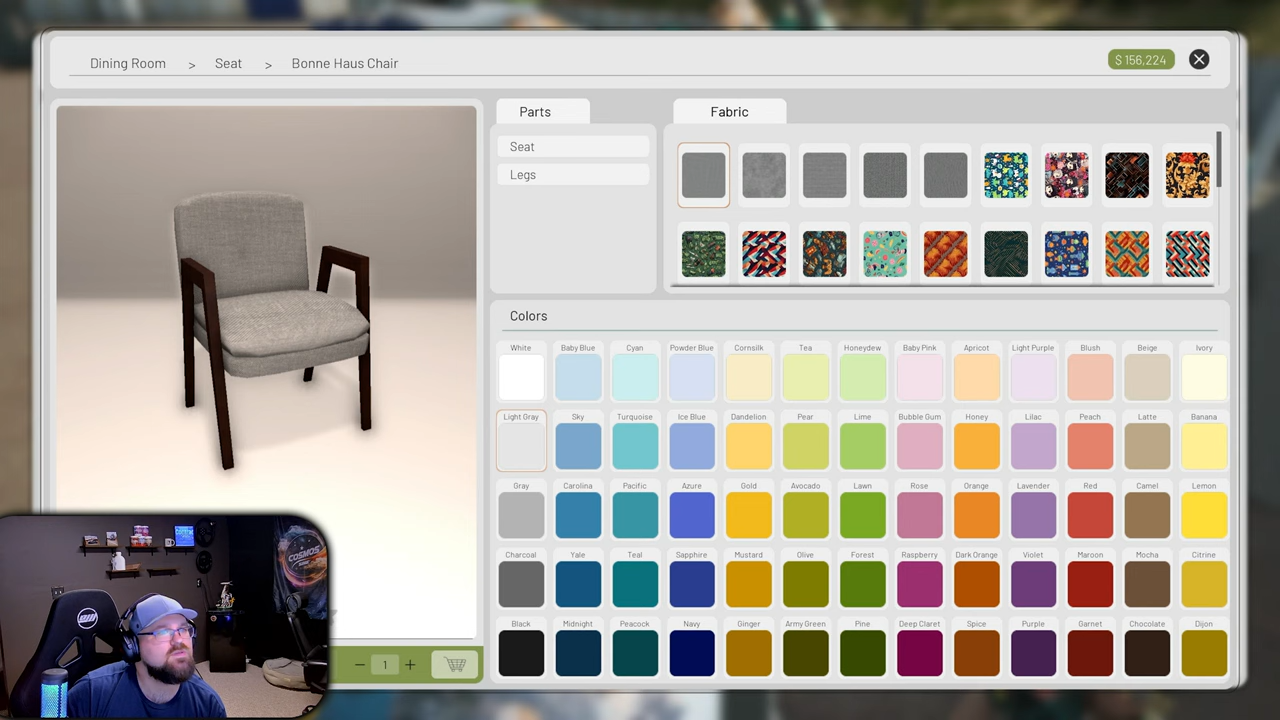 Dining Room > Seat > Bonne Haus Chair
$ 156,224
Parts
Seat
Legs
Fabric
Colors
White Baby Blue Cyan Powder Blue Cornsilk Tea Honeydew Baby Pink Apricot Light Purple Blush Beige Ivory
Light Gray Sky Turquoise Ice Blue Dandelion Pear Lime Bubble Gum Honey Lilac Peach Latte Banana
Gray Carolina Pacific Azure Gold Avocado Lawn Rose Orange Lavender Red Camel Lemon
Charcoal Yale Teal Sapphire Mustard Olive Forest Raspberry Dark Orange Violet Maroon Mocha Citrine
Black Midnight Peacock Navy Ginger Army Green Pine Deep Claret Spice Purple Garnet Chocolate Dijon
− 1 +
COSMOS